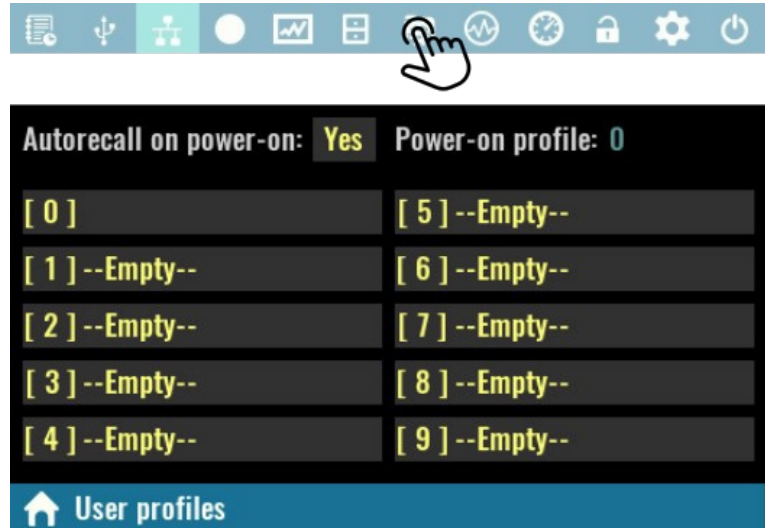 Autorecall on power-on: Yes Power-on profile: 0
[ 0 ] [ 5 ] --Empty--
[ 1 ] --Empty-- [ 6 ] --Empty--
[ 2 ] --Empty-- [ 7 ] --Empty--
[ 3 ] --Empty-- [ 8 ] --Empty--
[ 4 ] --Empty-- [ 9 ] --Empty--
User profiles